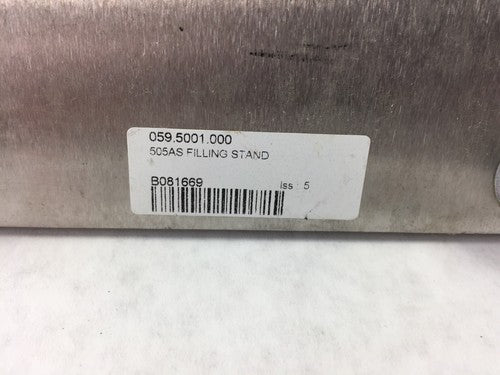 059.5001.000
505AS FILLING STAND
B081669 iss : 5